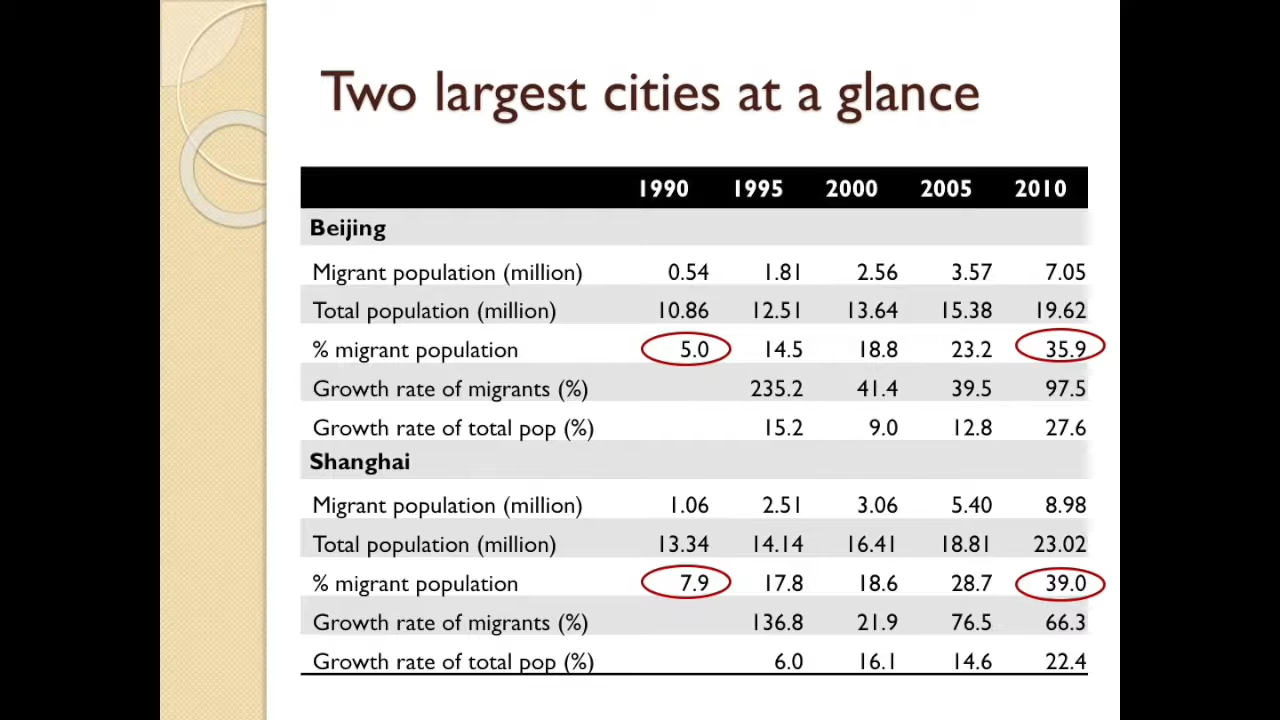 Two largest cities at a glance
1990 1995 2000 2005 2010
Beijing
Migrant population (million) 0.54 1.81 2.56 3.57 7.05
Total population (million) 10.86 12.51 13.64 15.38 19.62
% migrant population 5.0 14.5 18.8 23.2 35.9
Growth rate of migrants (%) 235.2 41.4 39.5 97.5
Growth rate of total pop (%) 15.2 9.0 12.8 27.6
Shanghai
Migrant population (million) 1.06 2.51 3.06 5.40 8.98
Total population (million) 13.34 14.14 16.41 18.81 23.02
% migrant population 7.9 17.8 18.6 28.7 39.0
Growth rate of migrants (%) 136.8 21.9 76.5 66.3
Growth rate of total pop (%) 6.0 16.1 14.6 22.4